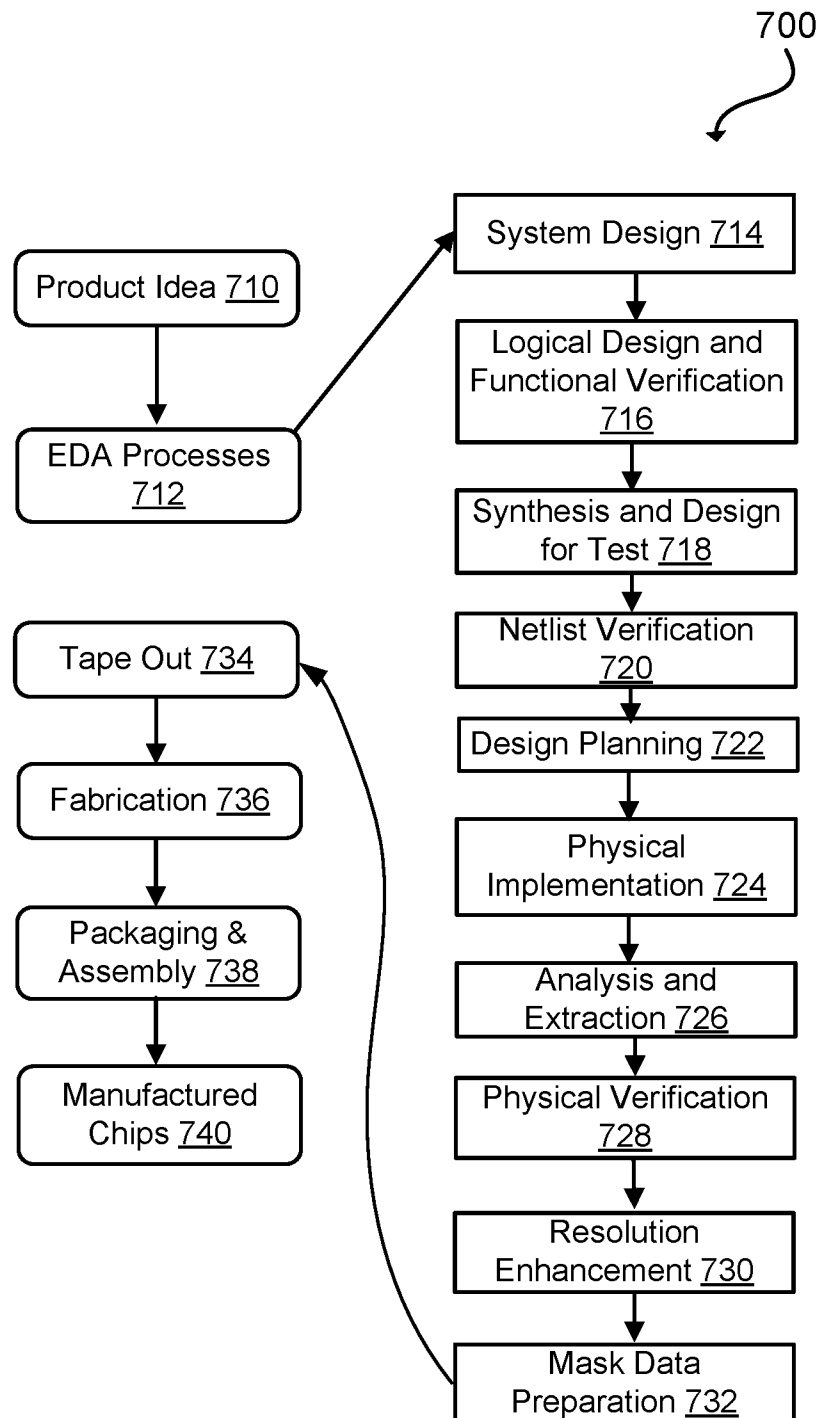 700
Product Idea 710
EDA Processes
712
System Design 714
Logical Design and
Functional Verification
716
Synthesis and Design
for Test 718
Netlist Verification
720
Design Planning 722
Physical
Implementation 724
Analysis and
Extraction 726
Physical Verification
728
Resolution
Enhancement 730
Mask Data
Preparation 732
Tape Out 734
Fabrication 736
Packaging &
Assembly 738
Manufactured
Chips 740